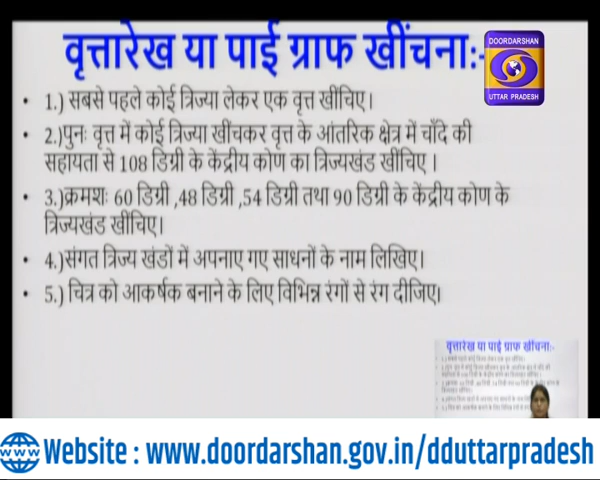 वृत्तारेख या पाई ग्राफ खींचना:-
DOORDARSHAN
UTTAR PRADESH
• 1.) सबसे पहले कोई त्रिज्या लेकर एक वृत्त खींचिए।
• 2.)पुनः वृत्त में कोई त्रिज्या खींचकर वृत्त के आंतरिक क्षेत्र में चाँदे की
सहायता से 108 डिग्री के केंद्रीय कोण का त्रिज्यखंड खींचिए ।
• 3.)क्रमशः 60 डिग्री ,48 डिग्री ,54 डिग्री तथा 90 डिग्री के केंद्रीय कोण के
त्रिज्यखंड खींचिए।
• 4.)संगत त्रिज्य खंडों में अपनाए गए साधनों के नाम लिखिए।
• 5.) चित्र को आकर्षक बनाने के लिए विभिन्न रंगों से रंग दीजिए।
वृत्तारेख या पाई ग्राफ खींचना:-
Website : www.doordarshan.gov.in/dduttarpradesh